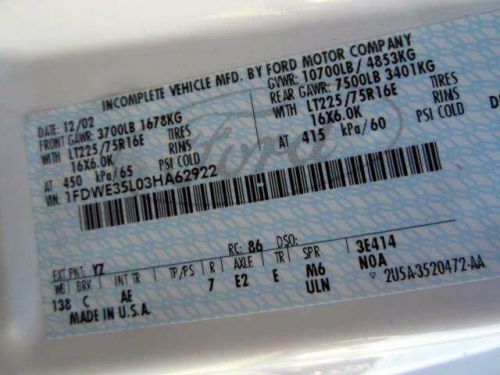 INCOMPLETE VEHICLE MFD. BY FORD MOTOR COMPANY
DATE: 12/02 GVWR: 10700LB / 4853KG
FRONT GAWR: 3700LB 1678KG REAR GAWR: 7500LB 3401KG
WITH LT225/75R16E TIRES WITH LT225/75R16E TIRES
16X6.0K RIMS 16X6.0K RIMS
AT 450 kPa/65 PSI COLD AT 415 kPa/60 PSI COLD
VIN: 1FDWE35L03HA62922
Ford
EXT PNT: YZ RC: 86 DSO:
WB BRK INT TR TP/PS R AXLE TR SPR 3E414
138 C AE 7 E2 E M6 N0A
ULN
MADE IN U.S.A. 2U5A-3520472-AA